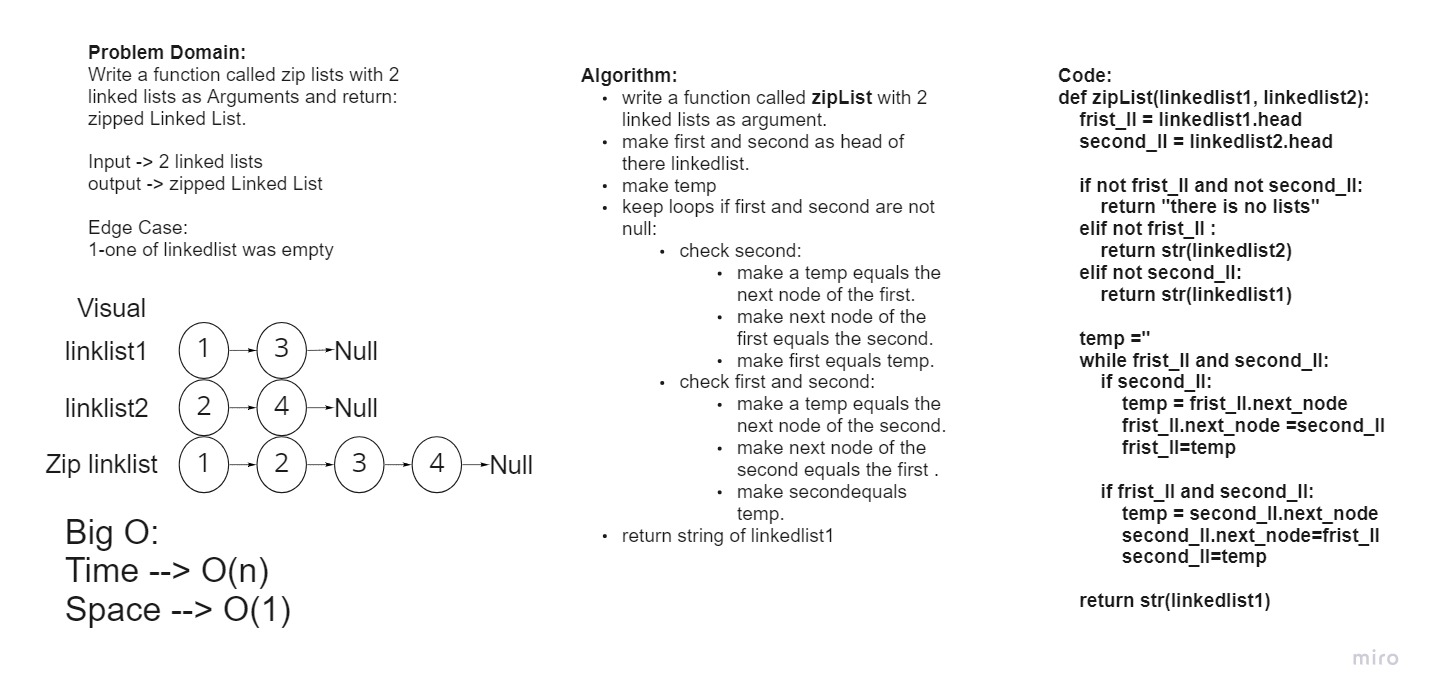 Problem Domain:
Write a function called zip lists with 2
linked lists as Arguments and return:
zipped Linked List.
Input -> 2 linked lists
output -> zipped Linked List
Edge Case:
1-one of linkedlist was empty
Visual
linklist1 1 3 Null
linklist2 2 4 Null
Zip linklist 1 2 3 4 Null
Big O:
Time --> O(n)
Space --> O(1)
Algorithm:
• write a function called zipList with 2
linked lists as argument.
• make first and second as head of
there linkedlist.
• make temp
• keep loops if first and second are not
null:
• check second:
• make a temp equals the
next node of the first.
• make next node of the
first equals the second.
• make first equals temp.
• check first and second:
• make a temp equals the
next node of the second.
• make next node of the
second equals the first .
• make secondequals
temp.
• return string of linkedlist1
Code:
def zipList(linkedlist1, linkedlist2):
frist_ll = linkedlist1.head
second_ll = linkedlist2.head
if not frist_ll and not second_ll:
return "there is no lists"
elif not frist_ll :
return str(linkedlist2)
elif not second_ll:
return str(linkedlist1)
temp =''
while frist_ll and second_ll:
if second_ll:
temp = frist_ll.next_node
frist_ll.next_node =second_ll
frist_ll=temp
if frist_ll and second_ll:
temp = second_ll.next_node
second_ll.next_node=frist_ll
second_ll=temp
return str(linkedlist1)
miro